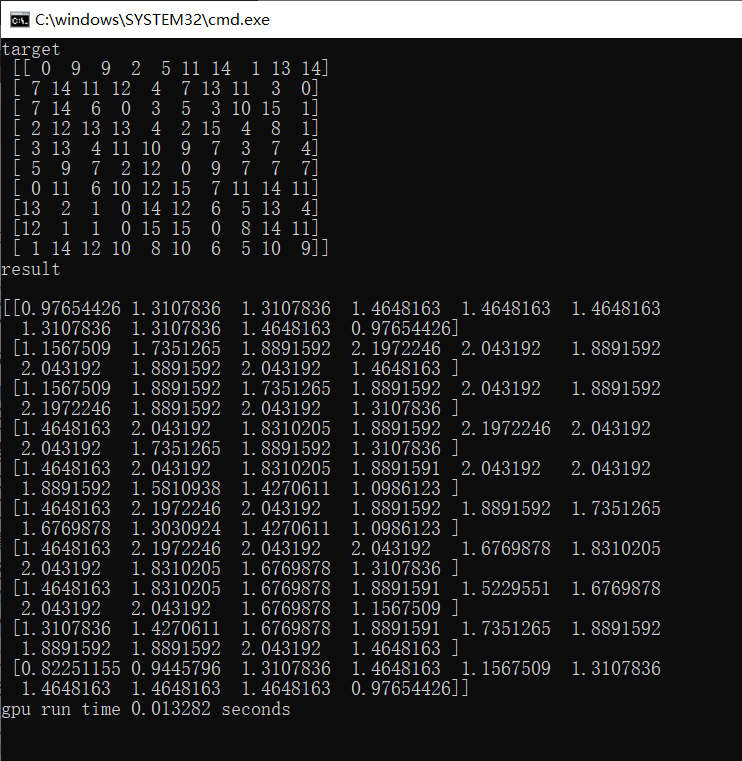 C:\windows\SYSTEM32\cmd.exe
target
[[ 0  9  9  2  5 11 14  1 13 14]
[ 7 14 11 12  4  7 13 11  3  0]
[ 7 14  6  0  3  5  3 10 15  1]
[ 2 12 13 13  4  2 15  4  8  1]
[ 3 13  4 11 10  9  7  3  7  4]
[ 5  9  7  2 12  0  9  7  7  7]
[ 0 11  6 10 12 15  7 11 14 11]
[13  2  1  0 14 12  6  5 13  4]
[12  1  1  0 15 15  0  8 14 11]
[ 1 14 12 10  8 10  6  5 10  9]]
result
[[0.97654426 1.3107836  1.3107836  1.4648163  1.4648163  1.4648163
1.3107836  1.3107836  1.4648163  0.97654426]
[1.1567509  1.7351265  1.8891592  2.1972246  2.043192   1.8891592
2.043192   1.8891592  2.043192   1.4648163 ]
[1.1567509  1.8891592  1.7351265  1.8891592  2.043192   1.8891592
2.1972246  1.8891592  2.043192   1.3107836 ]
[1.4648163  2.043192   1.8310205  1.8891592  2.1972246  2.043192
2.043192   1.7351265  1.8891592  1.3107836 ]
[1.4648163  2.043192   1.8310205  1.8891591  2.043192   2.043192
1.8891592  1.5810938  1.4270611  1.0986123 ]
[1.4648163  2.1972246  2.043192   1.8891592  1.8891592  1.7351265
1.6769878  1.3030924  1.4270611  1.0986123 ]
[1.4648163  2.1972246  2.043192   2.043192   1.6769878  1.8310205
2.043192   1.8310205  1.6769878  1.3107836 ]
[1.4648163  1.8310205  1.6769878  1.8891591  1.5229551  1.6769878
2.043192   2.043192   1.6769878  1.1567509 ]
[1.3107836  1.4270611  1.6769878  1.8891591  1.7351265  1.8891592
1.8891592  1.8891592  2.043192   1.4648163 ]
[0.82251155 0.9445796  1.3107836  1.4648163  1.1567509  1.3107836
1.4648163  1.4648163  1.4648163  0.97654426]]
gpu run time 0.013282 seconds